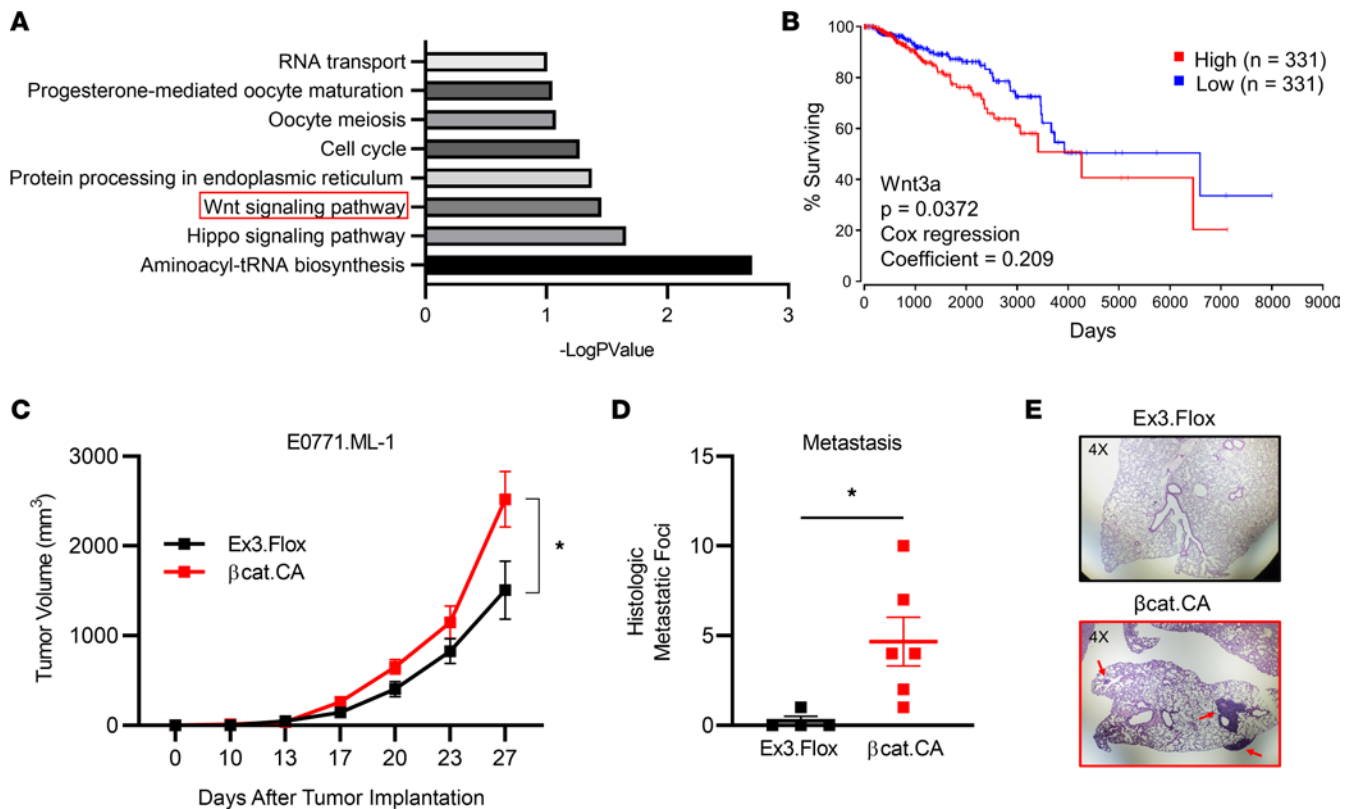 A
RNA transport
Progesterone-mediated oocyte maturation
Oocyte meiosis
Cell cycle
Protein processing in endoplasmic reticulum
Wnt signaling pathway
Hippo signaling pathway
Aminoacyl-tRNA biosynthesis
0 1 2 3
-LogPValue
B
100
80
60
40
20
0
% Surviving
High (n = 331)
Low (n = 331)
Wnt3a
p = 0.0372
Cox regression
Coefficient = 0.209
0 1000 2000 3000 4000 5000 6000 7000 8000 9000
Days
C
E0771.ML-1
3000
2000
1000
0
Tumor Volume (mm³)
Ex3.Flox
βcat.CA
*
0 10 13 17 20 23 27
Days After Tumor Implantation
D
Metastasis
15
10
5
0
Histologic
Metastatic Foci
*
Ex3.Flox βcat.CA
E
Ex3.Flox
4X
βcat.CA
4X